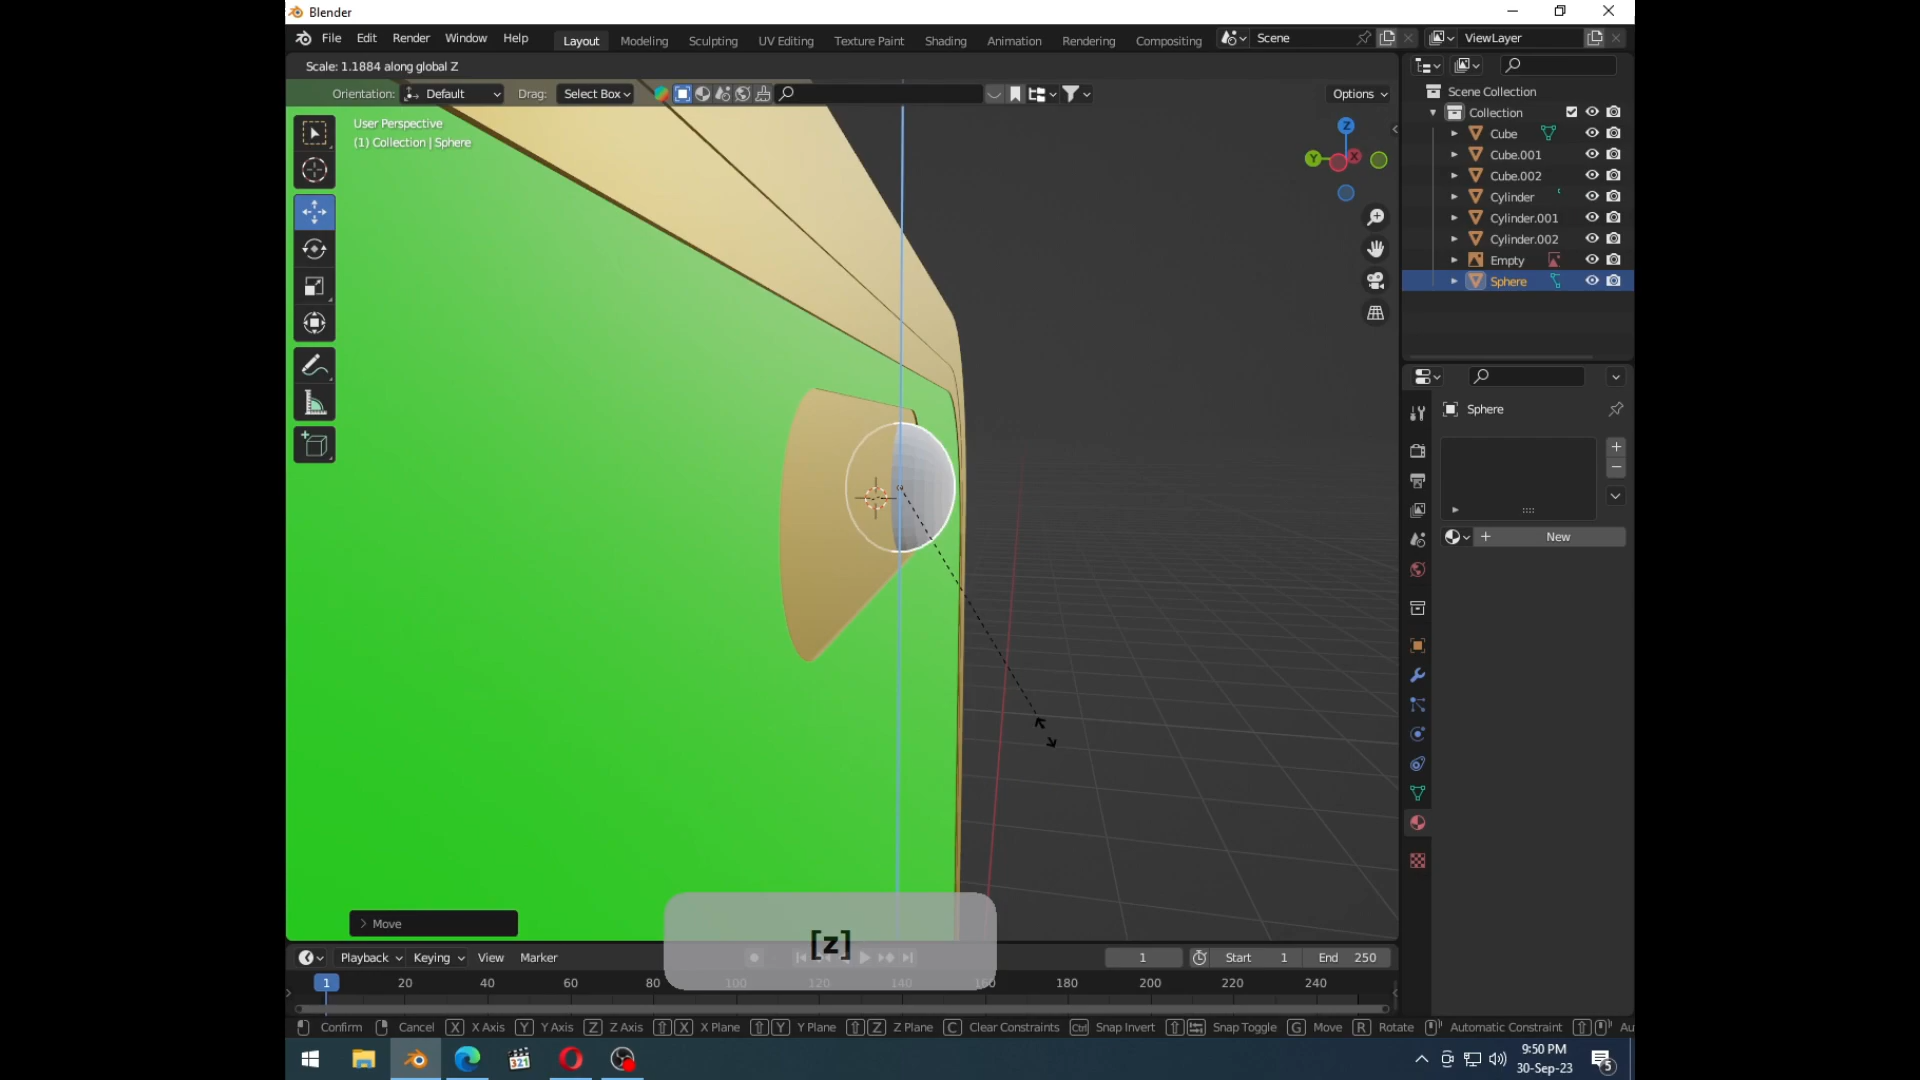 Blender
File Edit Render Window Help Layout Modeling Sculpting UV Editing Texture Paint Shading Animation Rendering Compositing Scene ViewLayer
Scale: 1.1884 along global Z
Orientation: Default Drag: Select Box Options
User Perspective
(1) Collection | Sphere
Z
Y X
Scene Collection
Collection
Cube
Cube.001
Cube.002
Cylinder
Cylinder.001
Cylinder.002
Empty
Sphere
Sphere
+
−
+ New
> Move
[z]
Playback Keying View Marker 1 Start 1 End 250
1 20 40 60 80 100 120 140 160 180 200 220 240
Confirm Cancel X X Axis Y Y Axis Z Z Axis X X Plane Y Y Plane Z Z Plane C Clear Constraints Ctrl Snap Invert Snap Toggle G Move R Rotate Automatic Constraint Au
321
9:50 PM
30-Sep-23
5